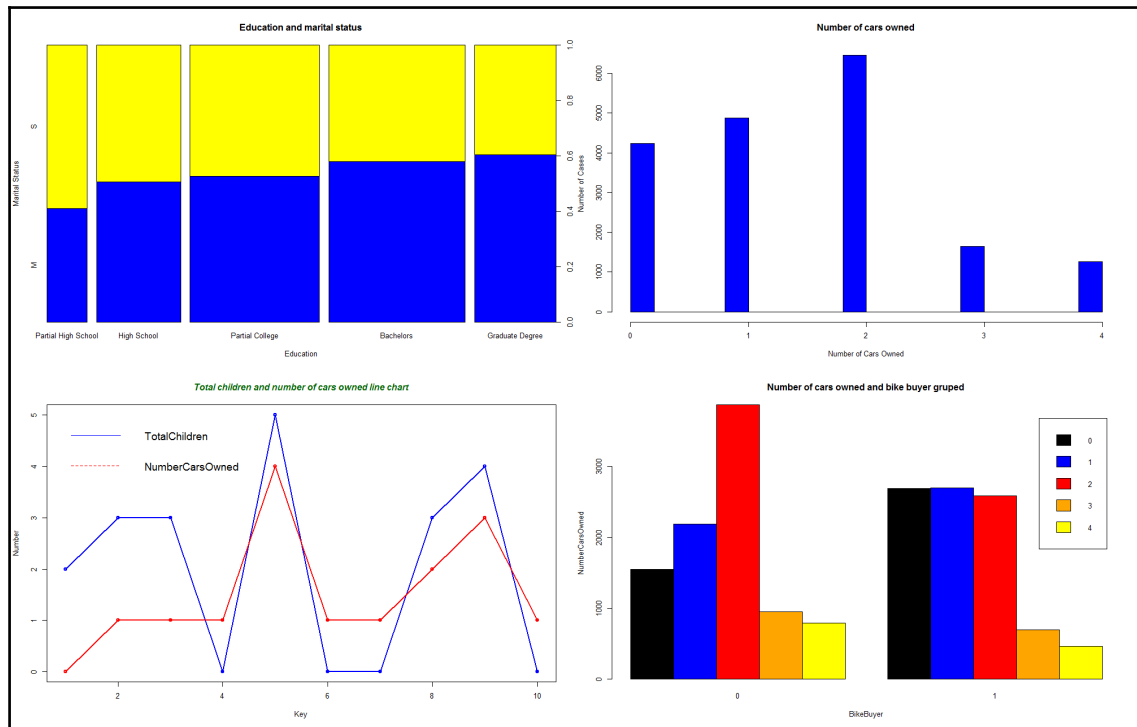 Education and marital status
Marital Status
S
M
Partial High School High School Partial College Bachelors Graduate Degree
Education
0.0 0.2 0.4 0.6 0.8 1.0
Number of cars owned
Number of Cases
0 1000 2000 3000 4000 5000 6000
0 1 2 3 4
Number of Cars Owned
Total children and number of cars owned line chart
TotalChildren
NumberCarsOwned
Number
0 1 2 3 4 5
2 4 6 8 10
Key
Number of cars owned and bike buyer gruped
NumberCarsOwned
0 1000 2000 3000
0
1
2
3
4
0 1
BikeBuyer